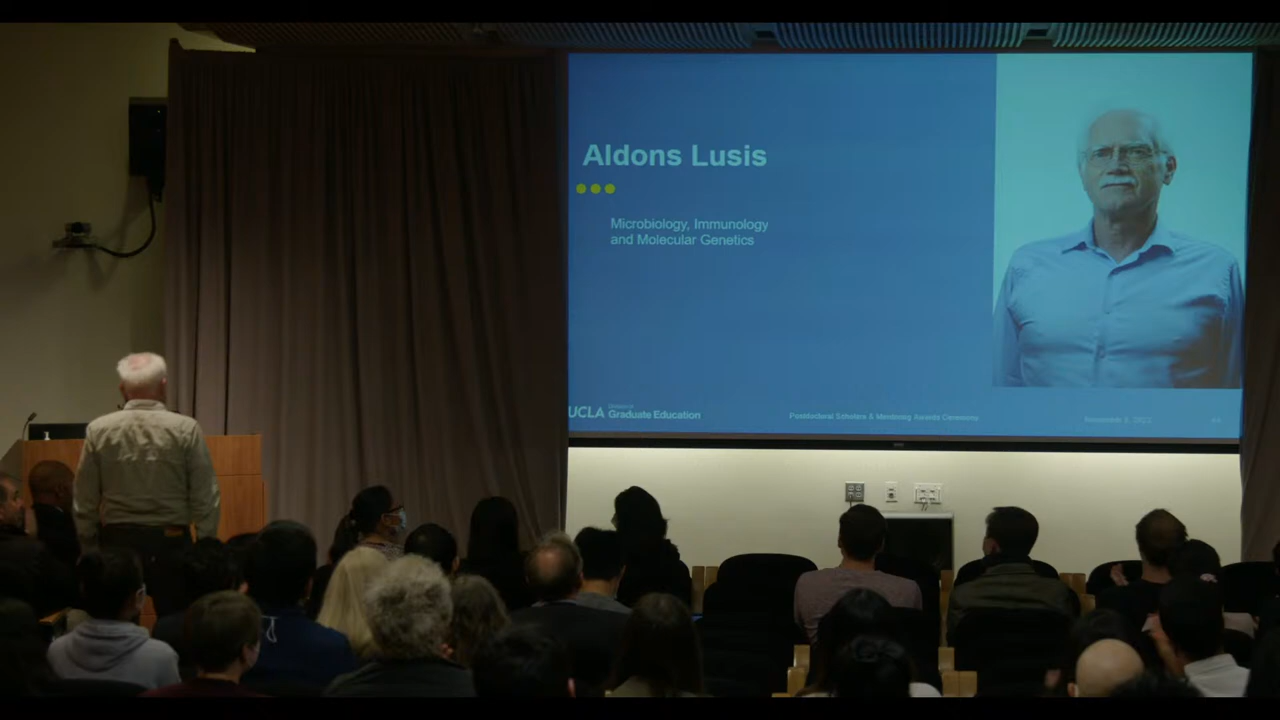 Aldons Lusis
Microbiology, Immunology
and Molecular Genetics
UCLA Graduate Education
Postdoctoral Scholars & Mentoring Awards Ceremony